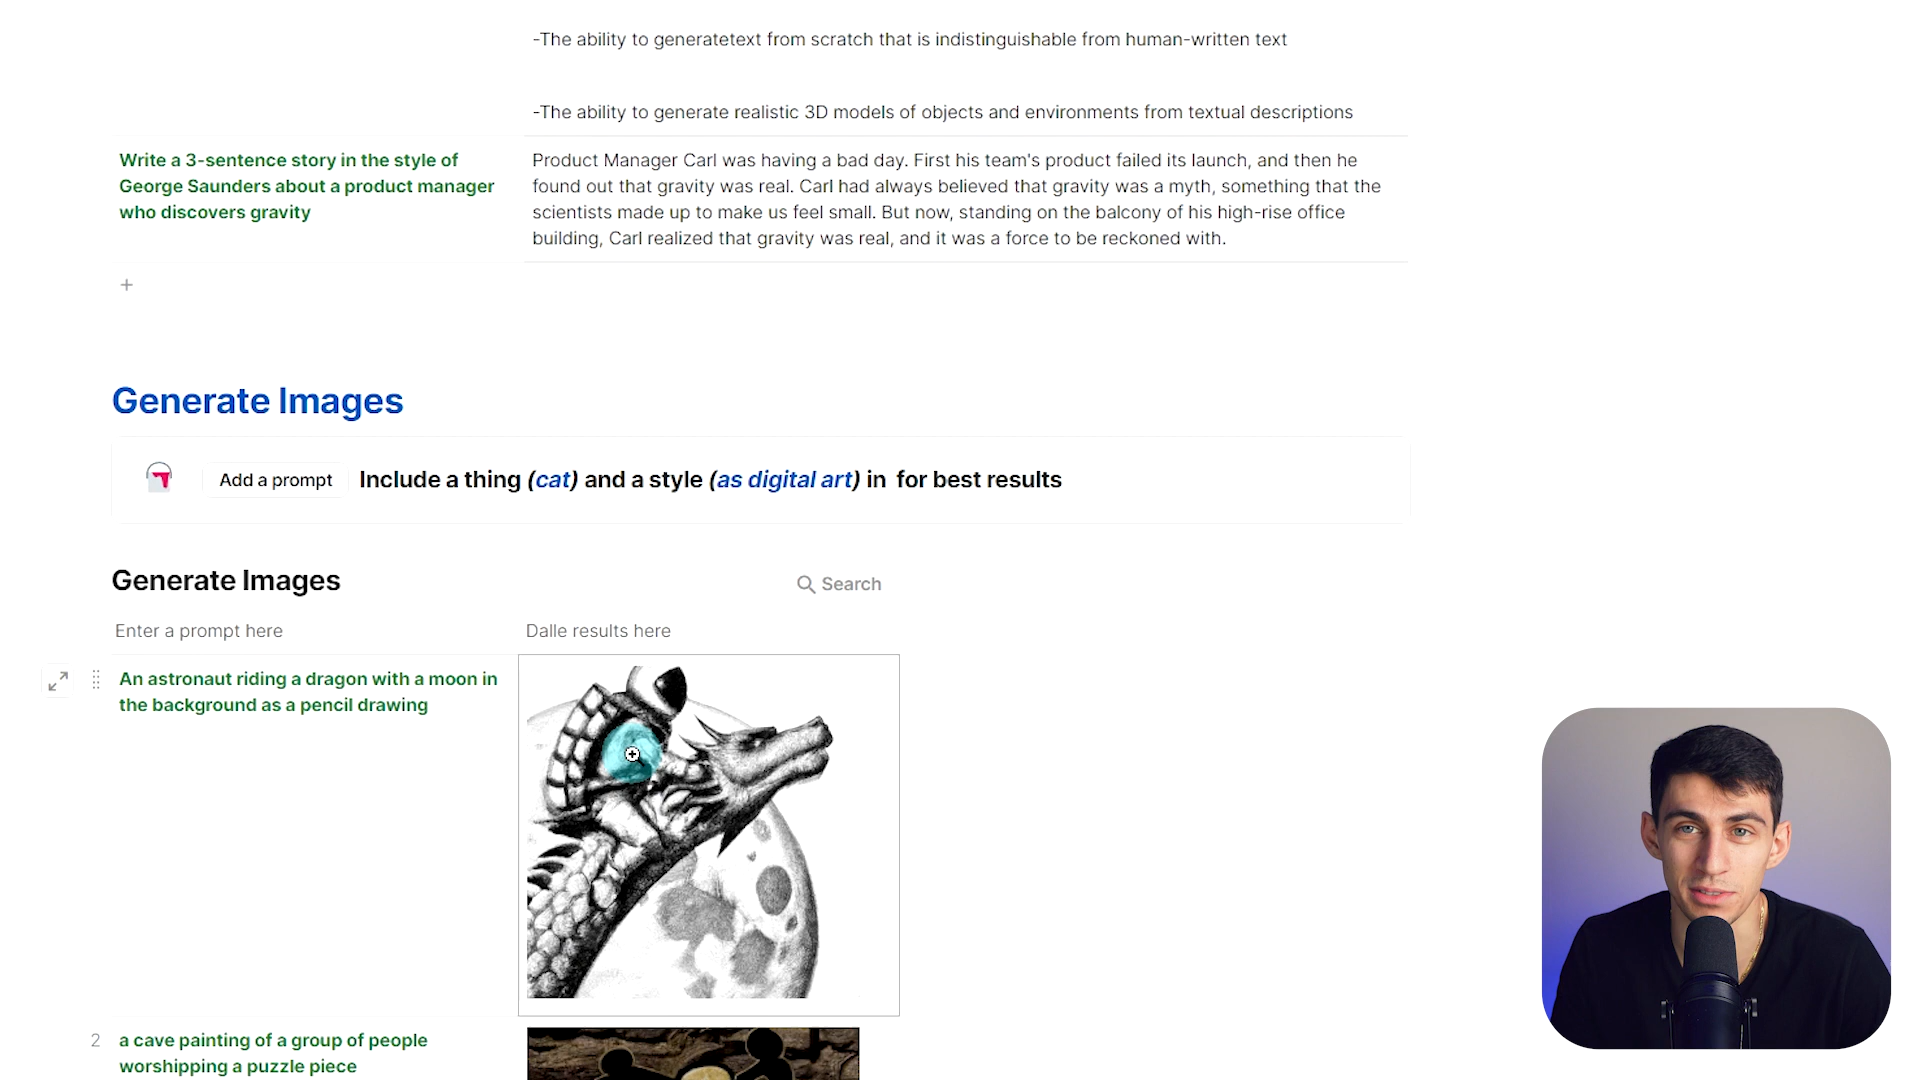 -The ability to generatetext from scratch that is indistinguishable from human-written text
-The ability to generate realistic 3D models of objects and environments from textual descriptions
Write a 3-sentence story in the style of
George Saunders about a product manager
who discovers gravity
Product Manager Carl was having a bad day. First his team's product failed its launch, and then he
found out that gravity was real. Carl had always believed that gravity was a myth, something that the
scientists made up to make us feel small. But now, standing on the balcony of his high-rise office
building, Carl realized that gravity was real, and it was a force to be reckoned with.
Generate Images
Add a prompt Include a thing (cat) and a style (as digital art) in for best results
Generate Images
Search
Enter a prompt here
Dalle results here
An astronaut riding a dragon with a moon in
the background as a pencil drawing
2 a cave painting of a group of people
worshipping a puzzle piece